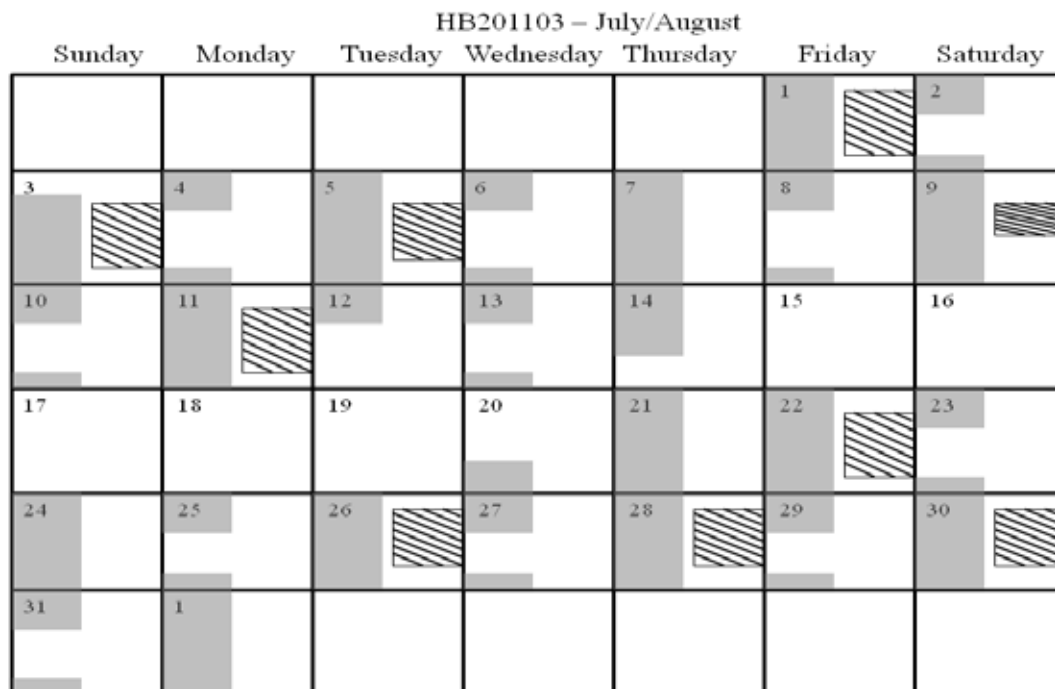 HB201103 – July/August
Sunday Monday Tuesday Wednesday Thursday Friday Saturday
1 2
3 4 5 6 7 8 9
10 11 12 13 14 15 16
17 18 19 20 21 22 23
24 25 26 27 28 29 30
31 1